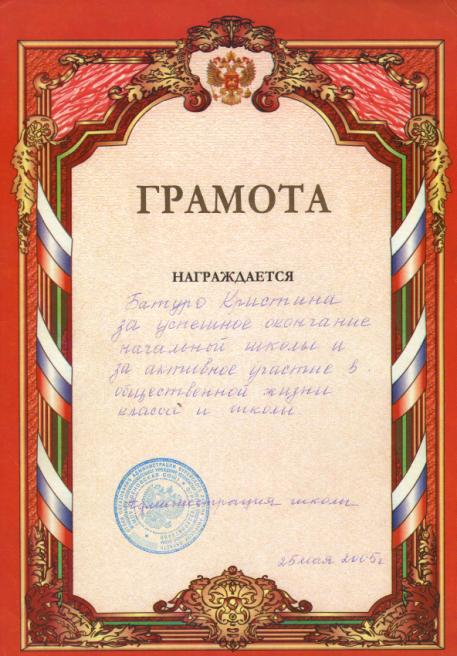 ГРАМОТА
НАГРАЖДАЕТСЯ
Батуро Кристина
за успешное окончание
начальной школы и
за активное участие в
общественной жизни
класса и школы.
Администрация школы
25 мая 2005г